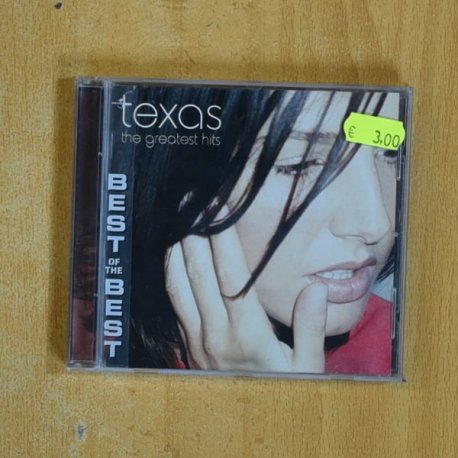 texas
the greatest hits
€ 3,00
BEST
OF
THE
BEST